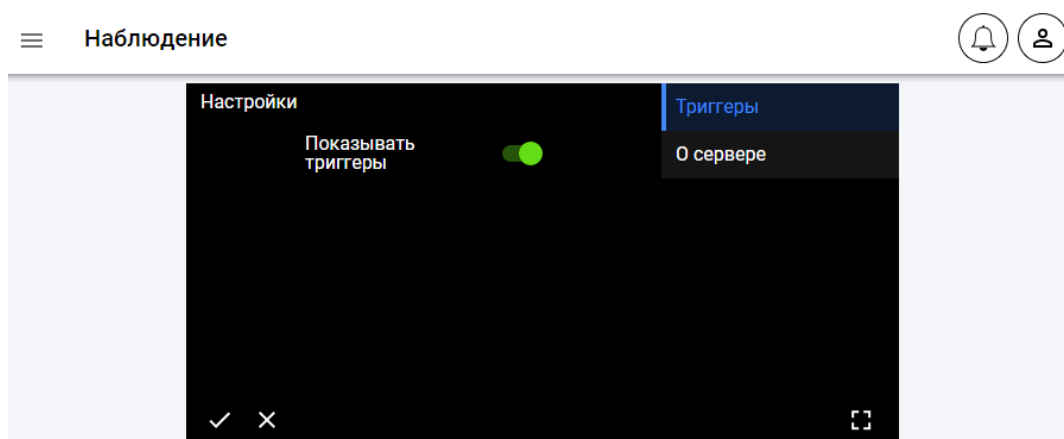 Наблюдение
Настройки
Триггеры
Показывать
триггеры
О сервере